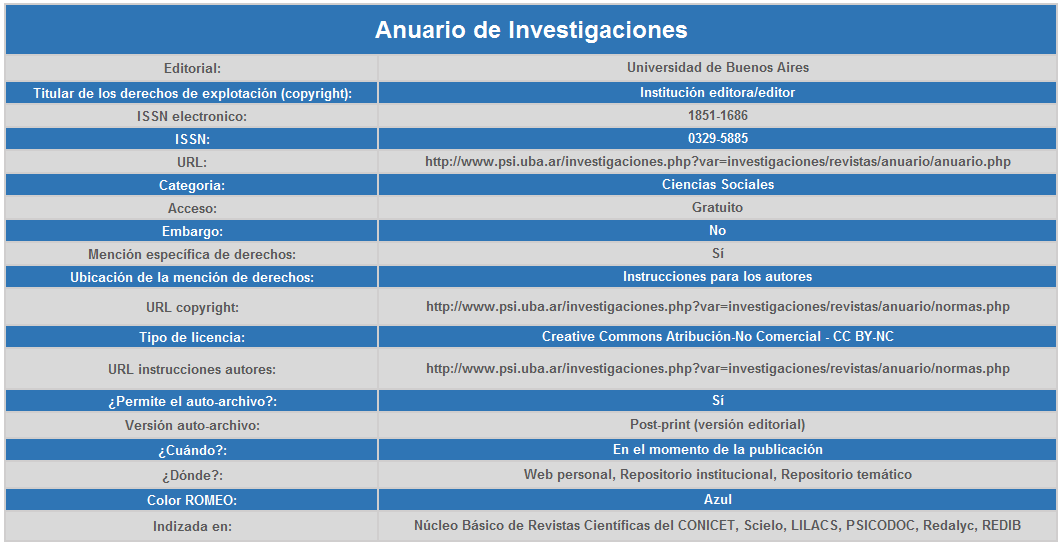 Anuario de Investigaciones
Editorial: Universidad de Buenos Aires
Titular de los derechos de explotación (copyright): Institución editora/editor
ISSN electronico: 1851-1686
ISSN: 0329-5885
URL: http://www.psi.uba.ar/investigaciones.php?var=investigaciones/revistas/anuario/anuario.php
Categoria: Ciencias Sociales
Acceso: Gratuito
Embargo: No
Mención específica de derechos: Sí
Ubicación de la mención de derechos: Instrucciones para los autores
URL copyright: http://www.psi.uba.ar/investigaciones.php?var=investigaciones/revistas/anuario/normas.php
Tipo de licencia: Creative Commons Atribución-No Comercial - CC BY-NC
URL instrucciones autores: http://www.psi.uba.ar/investigaciones.php?var=investigaciones/revistas/anuario/normas.php
¿Permite el auto-archivo?: Sí
Versión auto-archivo: Post-print (versión editorial)
¿Cuándo?: En el momento de la publicación
¿Dónde?: Web personal, Repositorio institucional, Repositorio temático
Color ROMEO: Azul
Indizada en: Núcleo Básico de Revistas Científicas del CONICET, Scielo, LILACS, PSICODOC, Redalyc, REDIB